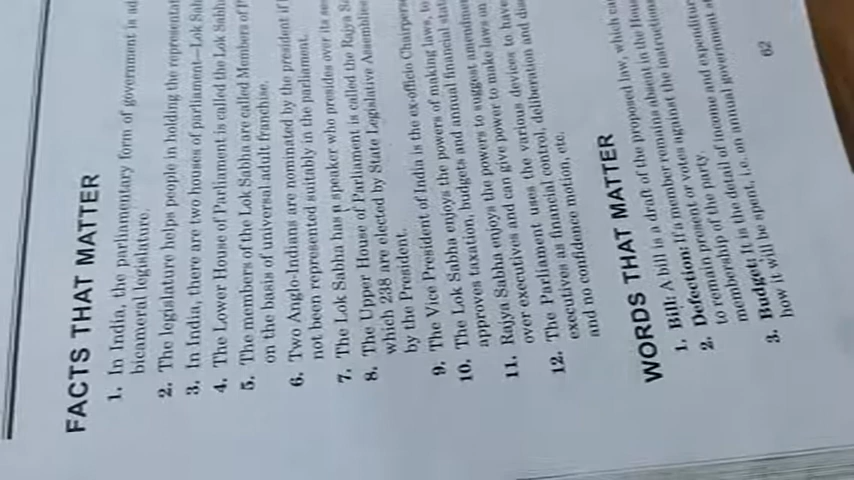 FACTS THAT MATTER
1. In India, the parliamentary form of government is ad
bicameral legislature.
2. The legislature helps people in holding the representat
3. In India, there are two houses of parliament—Lok Sabh
4. The Lower House of Parliament is called the Lok Sabha
5. The members of the Lok Sabha are called Members of P
on the basis of universal adult franchise.
6. Two Anglo-Indians are nominated by the president if
not been represented suitably in the parliament.
7. The Lok Sabha has a speaker who presides over its se
8. The Upper House of Parliament is called the Rajya S
which 238 are elected by State Legislative Assemblie
by the President.
9. The Vice President of India is the ex-officio Chairpers
10. The Lok Sabha enjoys the powers of making laws, to
approves taxation, budgets and annual financial stat
11. Rajya Sabha enjoys the powers to suggest amendmen
over executives and can give power to make laws on
12. The Parliament uses the various devices to have
executives as financial control, deliberation and di
and no confidence motion, etc.
WORDS THAT MATTER
1. Bill: A bill is a draft of the proposed law, which can
2. Defection: If a member remains absent in the Hou
to remain present or votes against the instruction
membership of the party.
3. Budget: It is the detail of income and expenditur
how it will be spent, i.e. on annual government
62